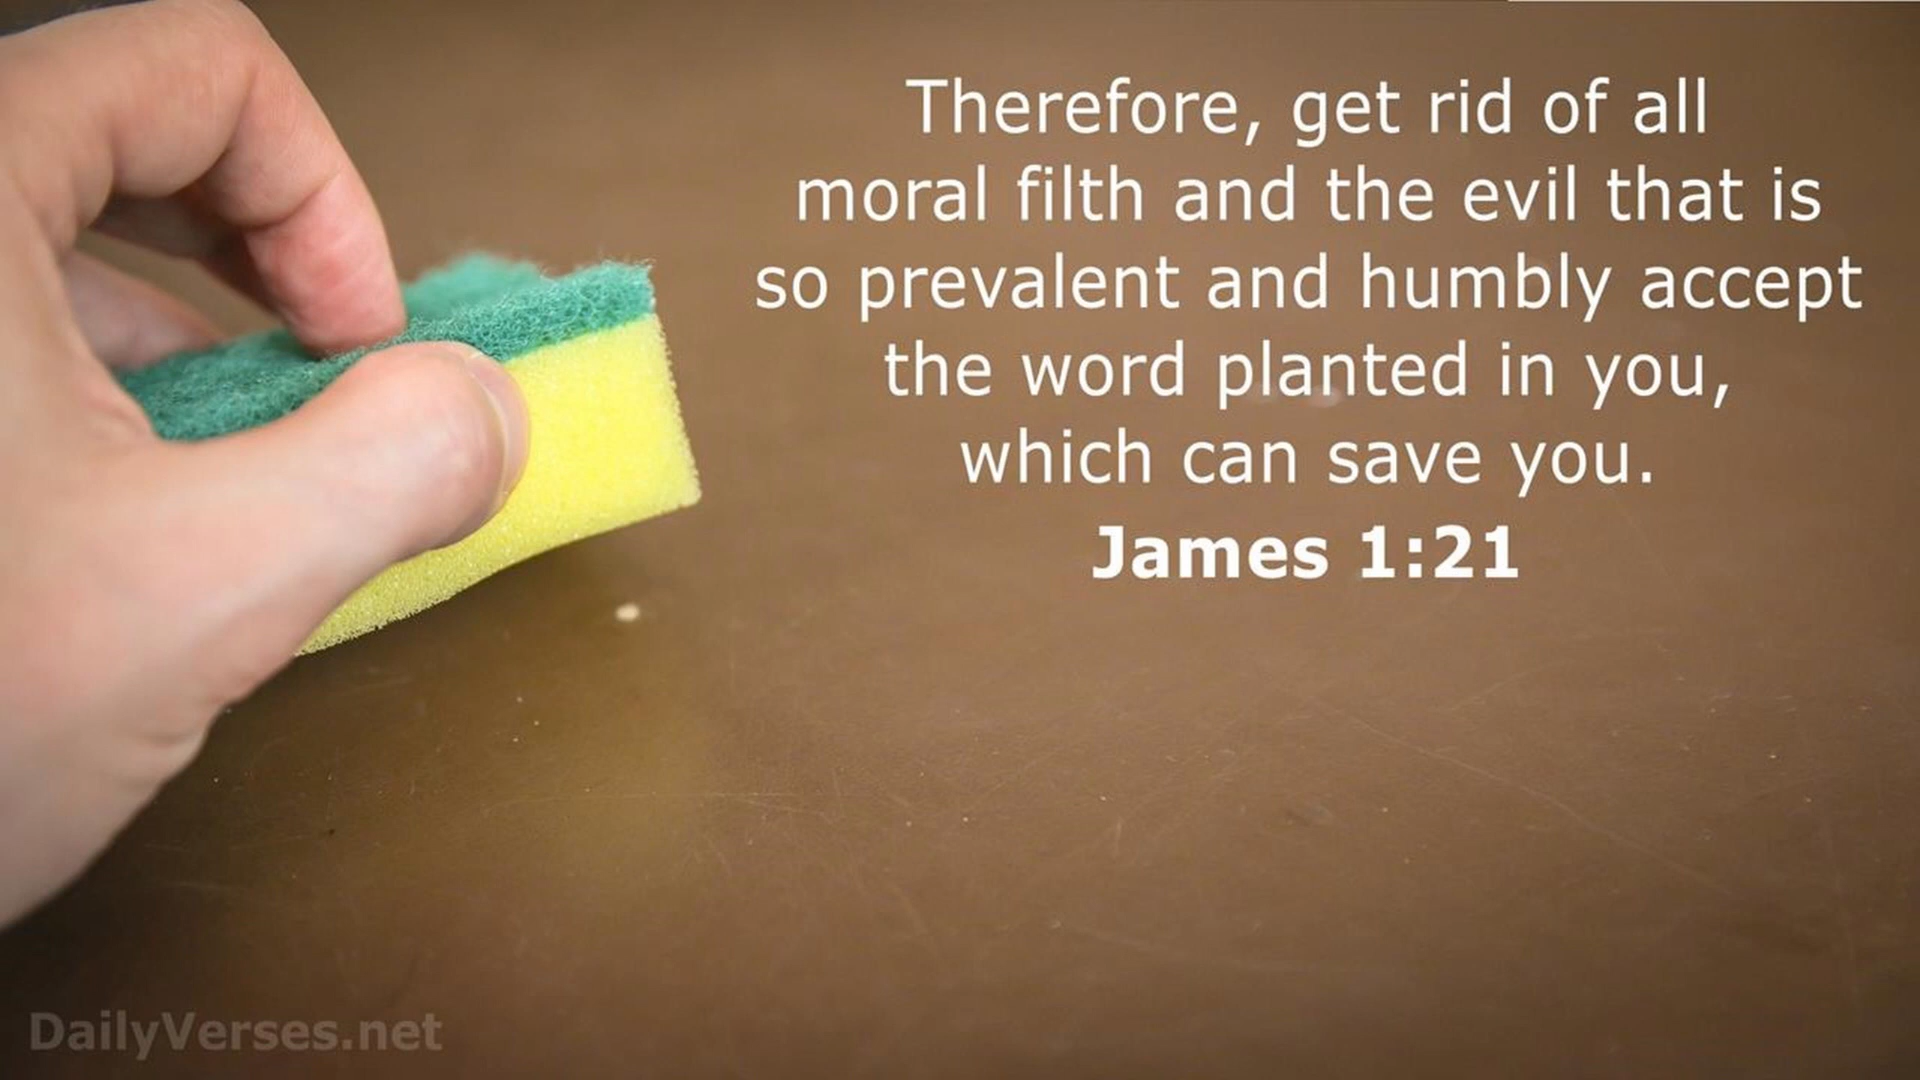 Therefore, get rid of all
moral filth and the evil that is
so prevalent and humbly accept
the word planted in you,
which can save you.
James 1:21
DailyVerses.net